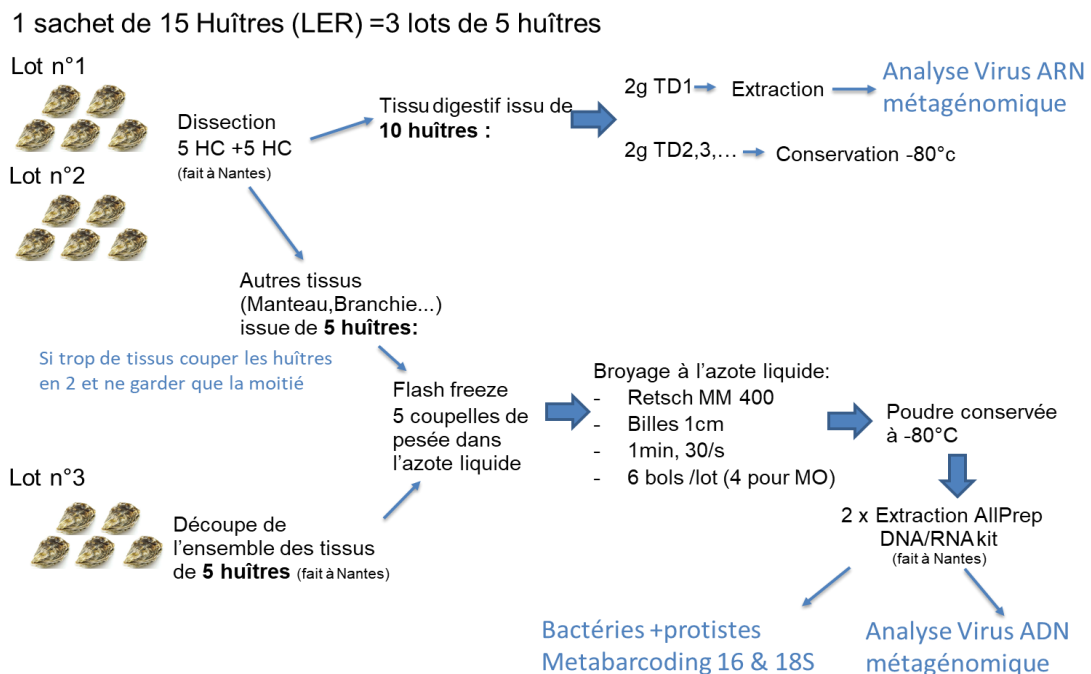 1 sachet de 15 Huîtres (LER) =3 lots de 5 huîtres
Lot n°1
Lot n°2
Dissection
5 HC +5 HC
(fait à Nantes)
Tissu digestif issu de
10 huîtres :
2g TD1
Extraction
Analyse Virus ARN
métagénomique
2g TD2,3,…
Conservation -80°c
Autres tissus
(Manteau,Branchie...)
issue de 5 huîtres:
Si trop de tissus couper les huîtres
en 2 et ne garder que la moitié
Flash freeze
5 coupelles de
pesée dans
l’azote liquide
Broyage à l’azote liquide:
- Retsch MM 400
- Billes 1cm
- 1min, 30/s
- 6 bols /lot (4 pour MO)
Poudre conservée
à -80°C
Lot n°3
Découpe de
l’ensemble des tissus
de 5 huîtres (fait à Nantes)
2 x Extraction AllPrep
DNA/RNA kit
(fait à Nantes)
Bactéries +protistes
Metabarcoding 16 & 18S
Analyse Virus ADN
métagénomique